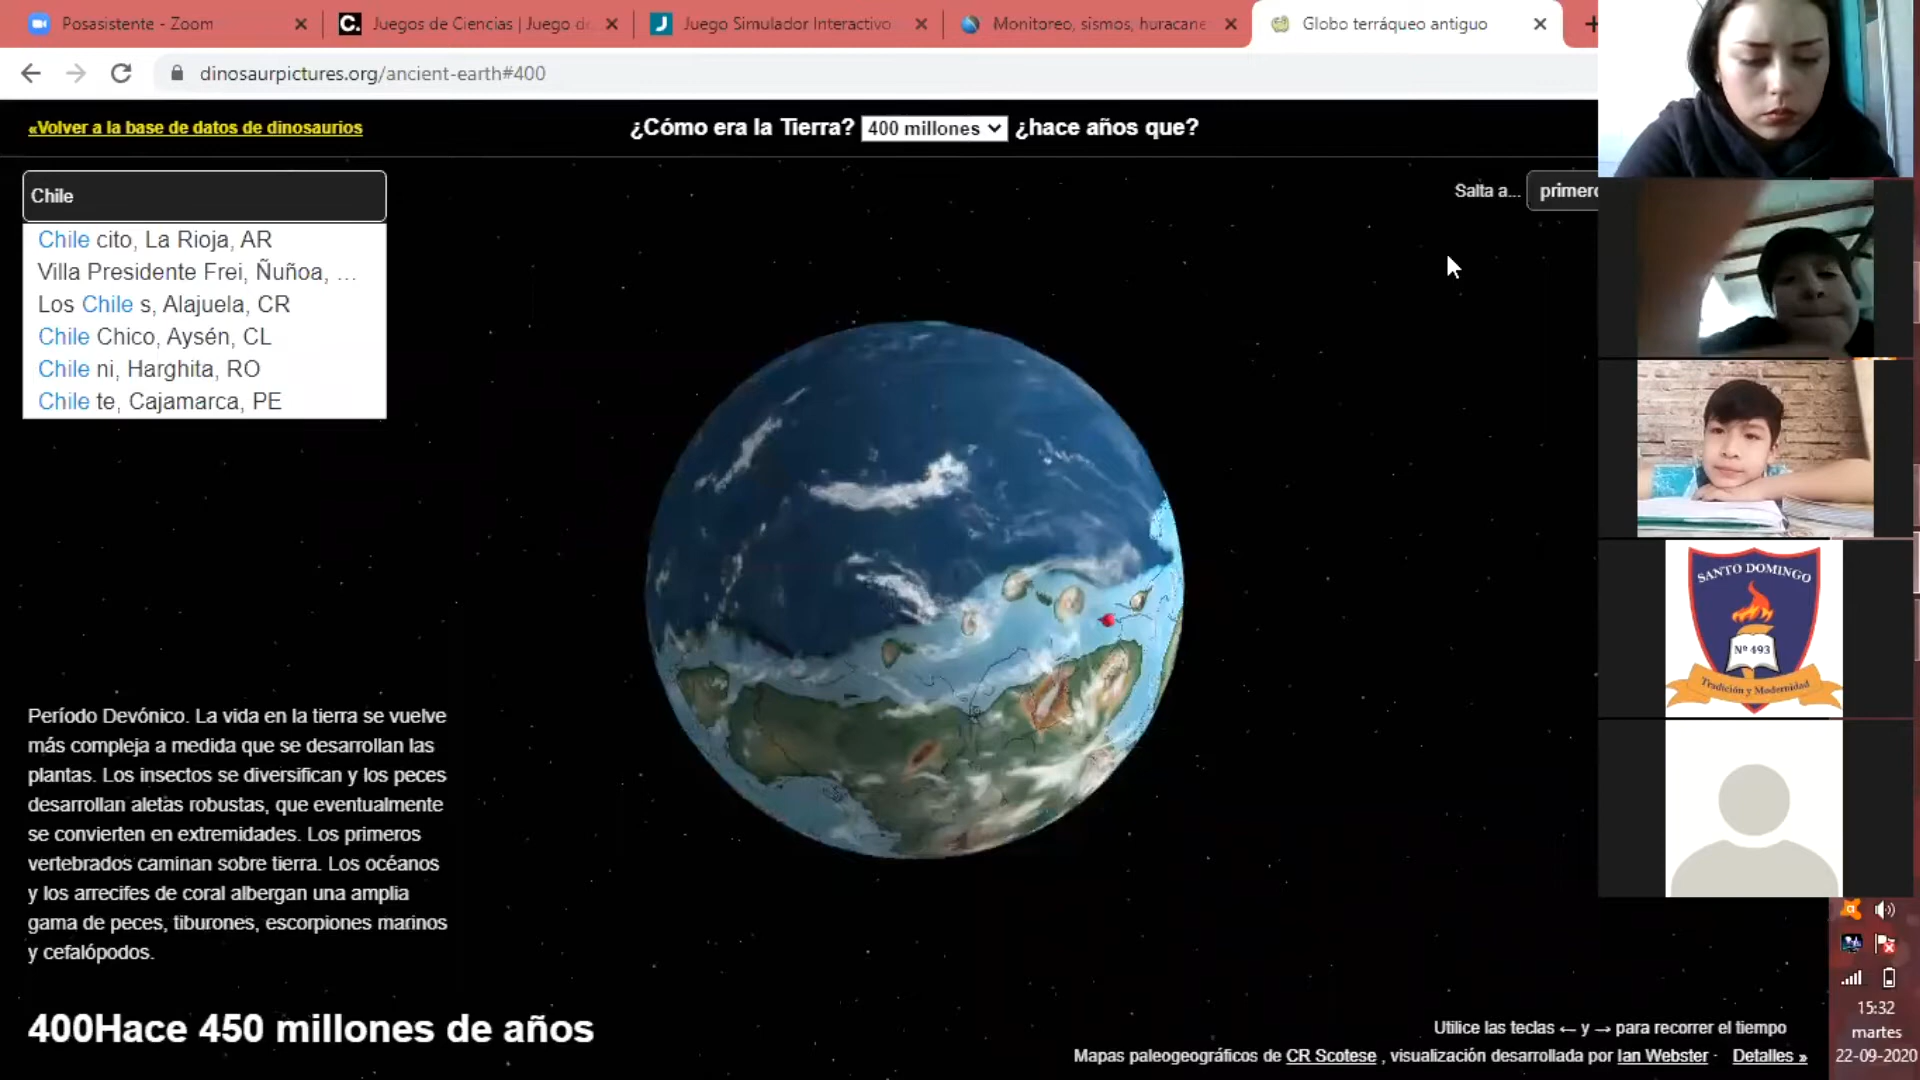 Posasistente - Zoom
Juegos de Ciencias | Juego de
Juego Simulador Interactivo
Monitoreo, sismos, huracane
Globo terráqueo antiguo
dinosaurpictures.org/ancient-earth#400
«Volver a la base de datos de dinosaurios
¿Cómo era la Tierra? 400 millones ¿hace años que?
Chile
Salta a... primero
Chile cito, La Rioja, AR
Villa Presidente Frei, Ñuñoa, ...
Los Chile s, Alajuela, CR
Chile Chico, Aysén, CL
Chile ni, Harghita, RO
Chile te, Cajamarca, PE
SANTO DOMINGO
Nº 493
Tradición y Modernidad
Período Devónico. La vida en la tierra se vuelve
más compleja a medida que se desarrollan las
plantas. Los insectos se diversifican y los peces
desarrollan aletas robustas, que eventualmente
se convierten en extremidades. Los primeros
vertebrados caminan sobre tierra. Los océanos
y los arrecifes de coral albergan una amplia
gama de peces, tiburones, escorpiones marinos
y cefalópodos.
400Hace 450 millones de años
Utilice las teclas ← y → para recorrer el tiempo
Mapas paleogeográficos de CR Scotese , visualización desarrollada por Ian Webster · Detalles »
15:32
martes
22-09-2020